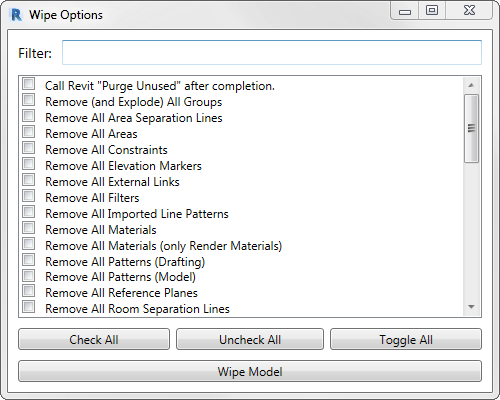 Wipe Options
Filter:
Call Revit "Purge Unused" after completion.
Remove (and Explode) All Groups
Remove All Area Separation Lines
Remove All Areas
Remove All Constraints
Remove All Elevation Markers
Remove All External Links
Remove All Filters
Remove All Imported Line Patterns
Remove All Materials
Remove All Materials (only Render Materials)
Remove All Patterns (Drafting)
Remove All Patterns (Model)
Remove All Reference Planes
Remove All Room Separation Lines
Check All Uncheck All Toggle All
Wipe Model